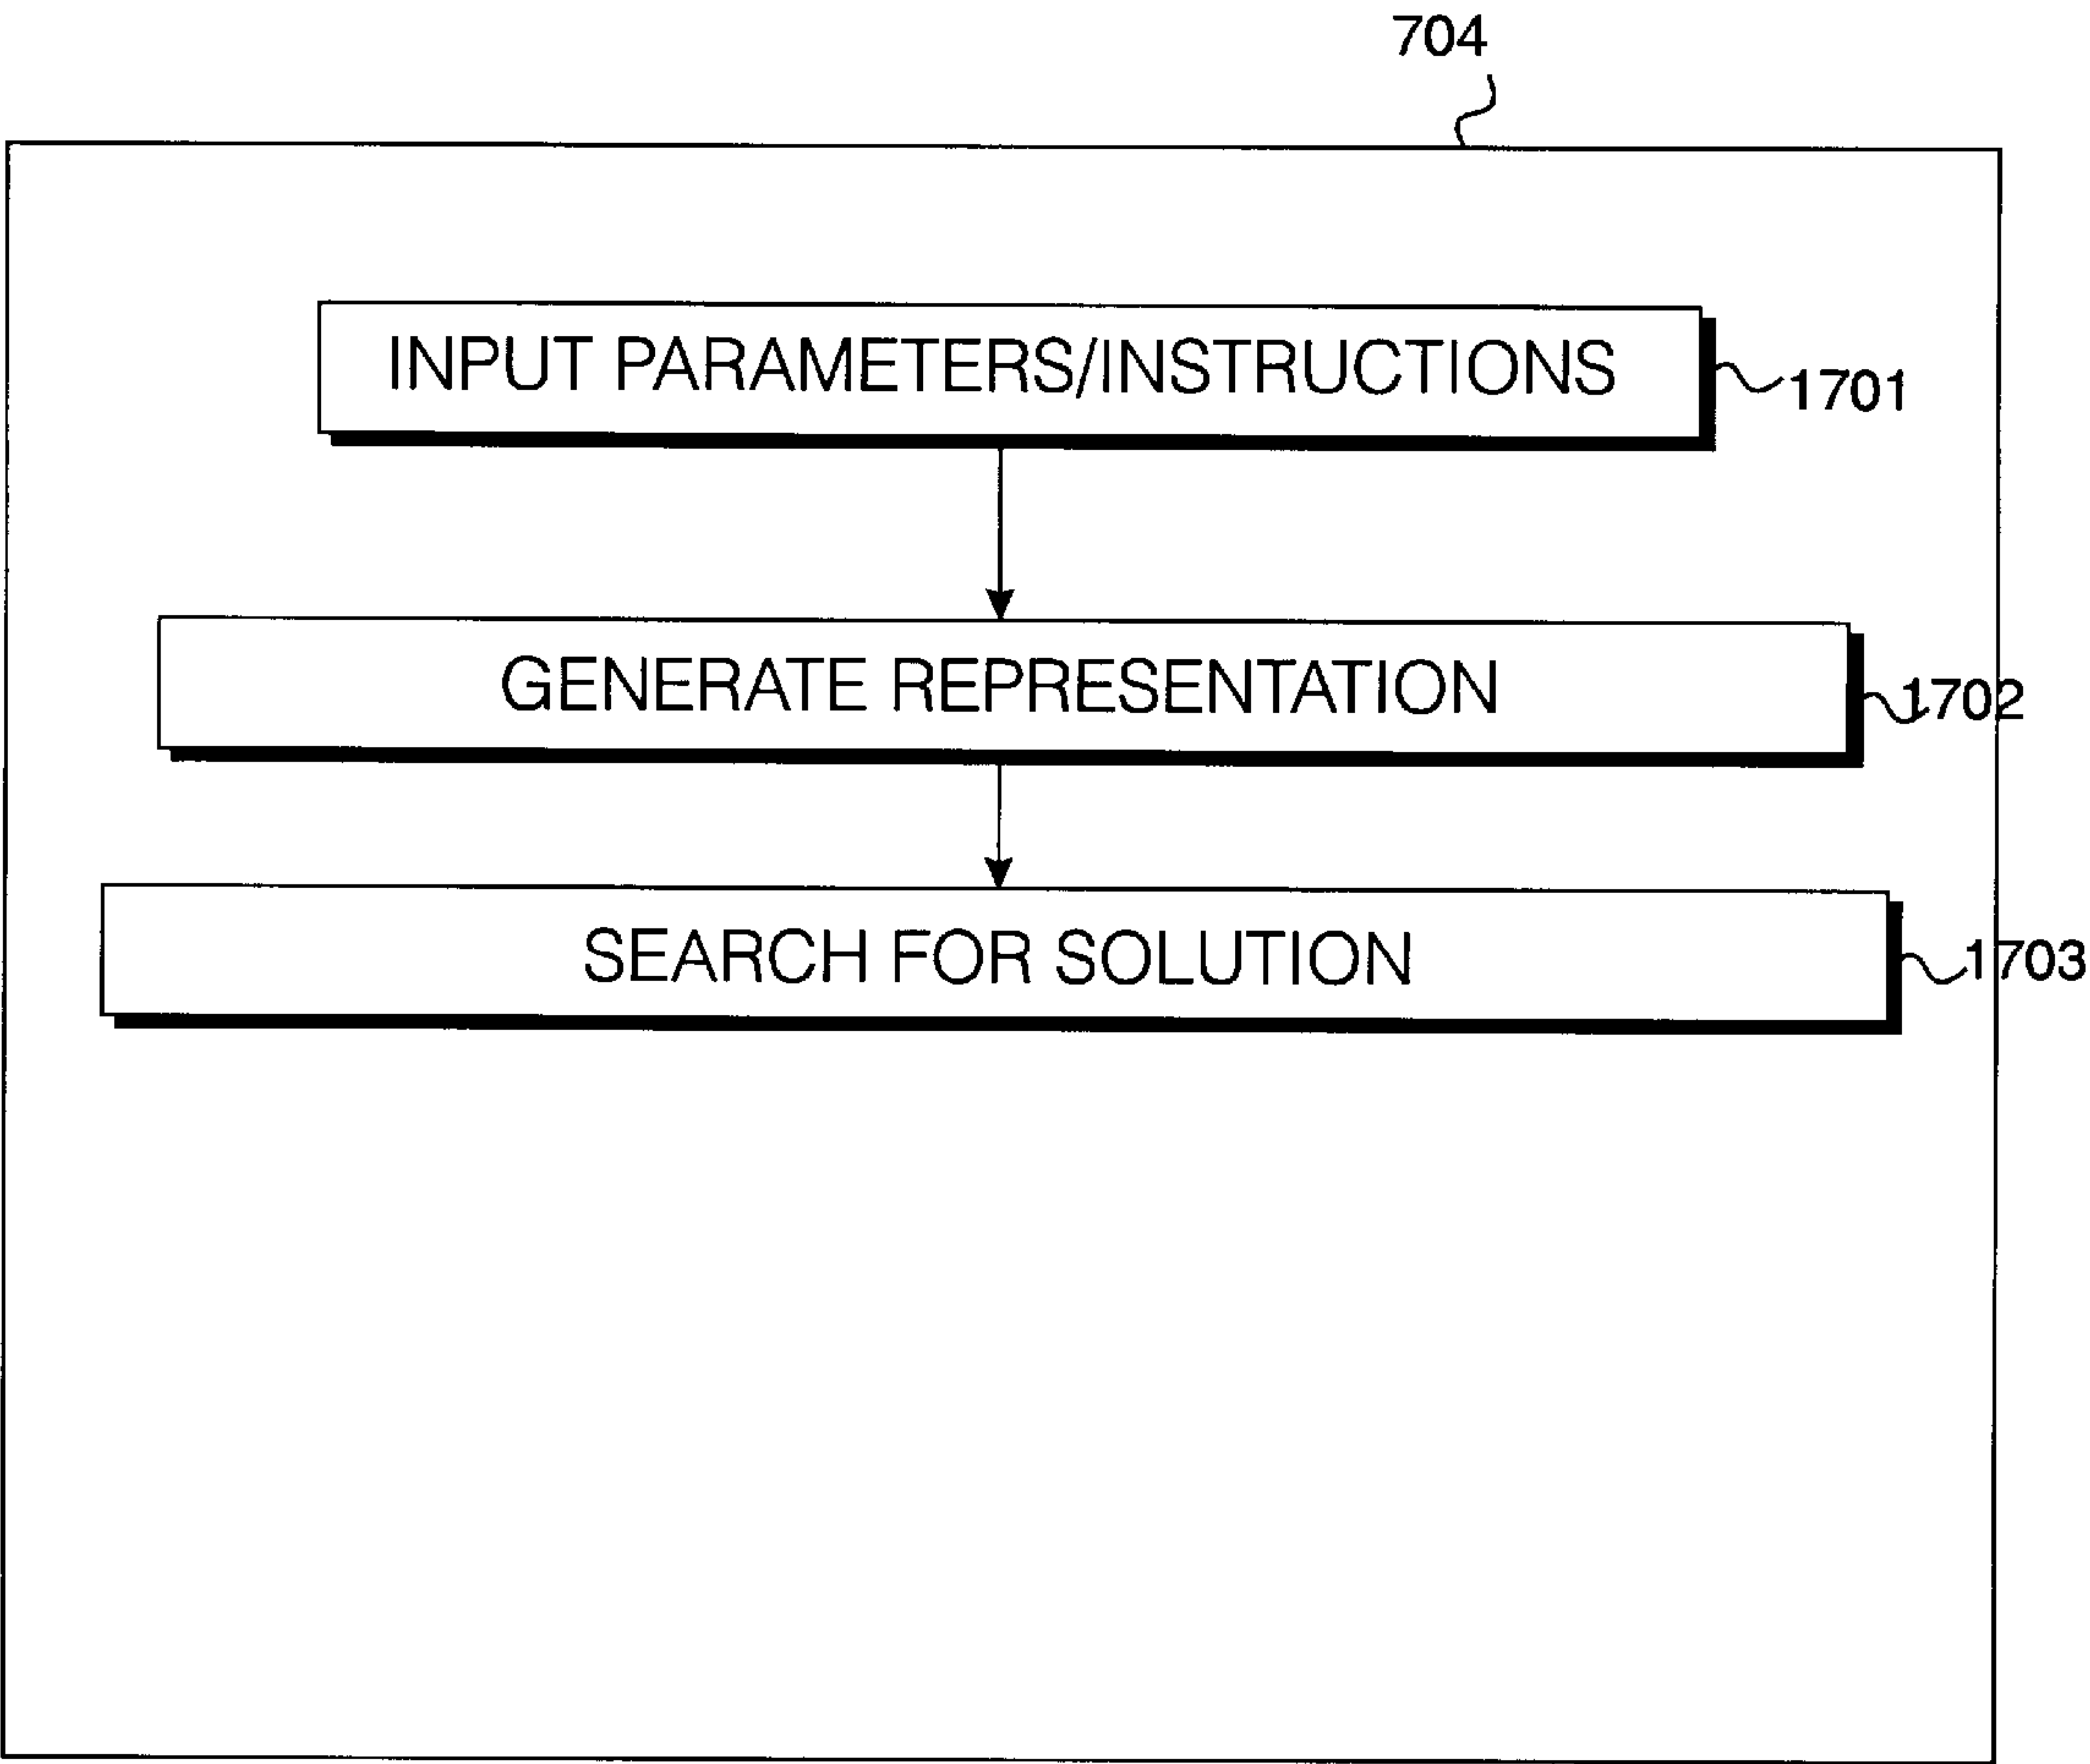 704
INPUT PARAMETERS/INSTRUCTIONS
1701
GENERATE REPRESENTATION
1702
SEARCH FOR SOLUTION
1703